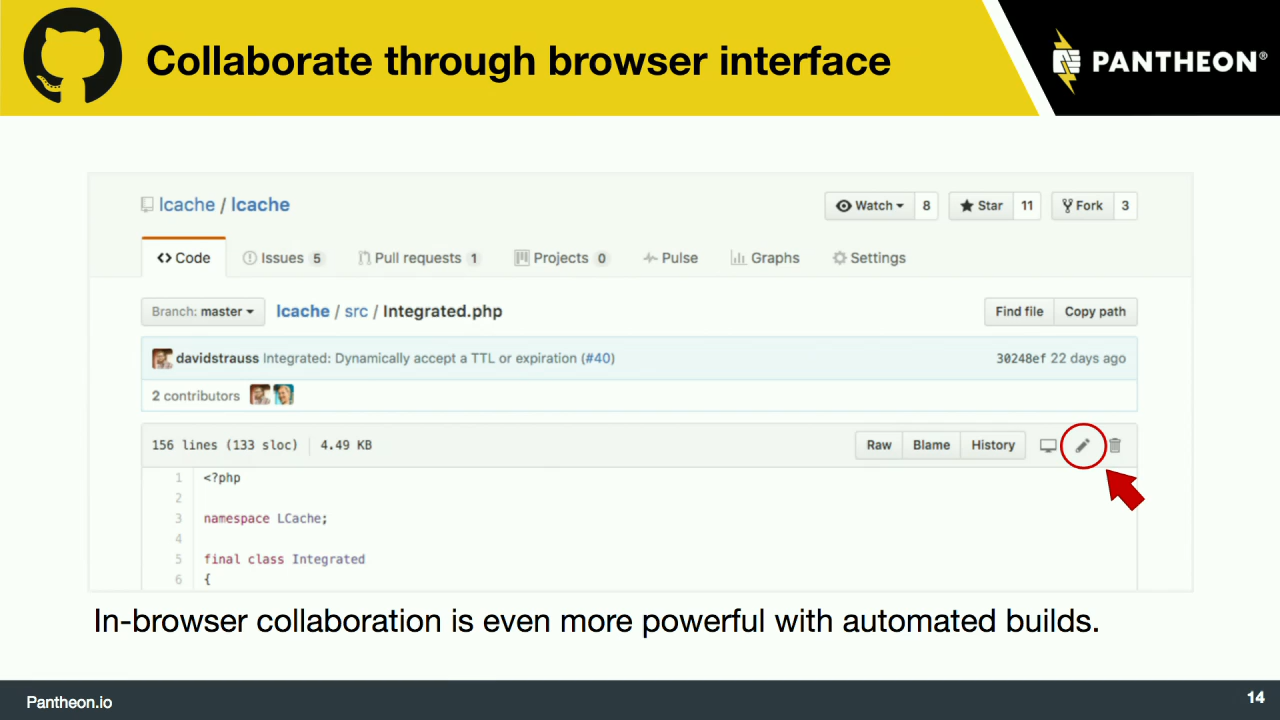 Collaborate through browser interface
PANTHEON®
lcache / lcache
Watch 8 Star 11 Fork 3
Code Issues 5 Pull requests 1 Projects 0 Pulse Graphs Settings
Branch: master lcache / src / Integrated.php Find file Copy path
davidstrauss Integrated: Dynamically accept a TTL or expiration (#40) 30248ef 22 days ago
2 contributors
156 lines (133 sloc) 4.49 KB Raw Blame History
1 <?php
2
3 namespace LCache;
4
5 final class Integrated
6 {
In-browser collaboration is even more powerful with automated builds.
Pantheon.io 14